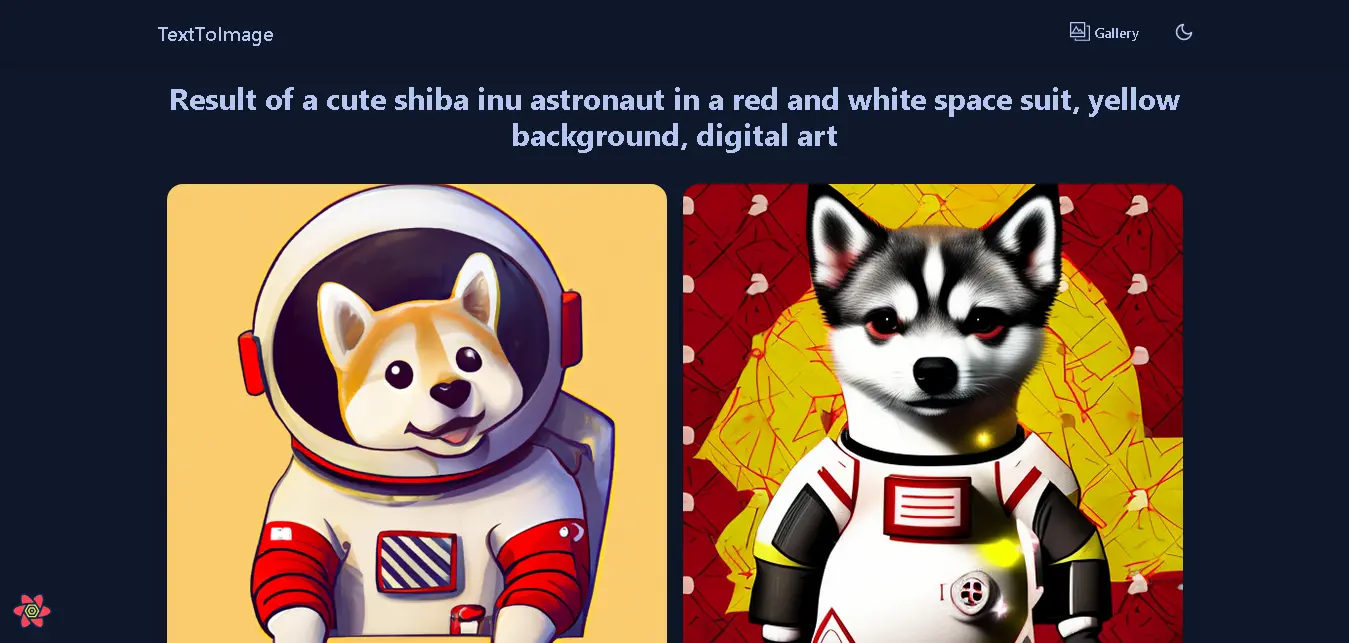 TextToImage
Gallery
Result of a cute shiba inu astronaut in a red and white space suit, yellow
background, digital art